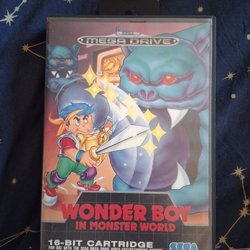 MEGA DRIVE
WONDER BOY
IN MONSTER WORLD
16-BIT CARTRIDGE
SEGA